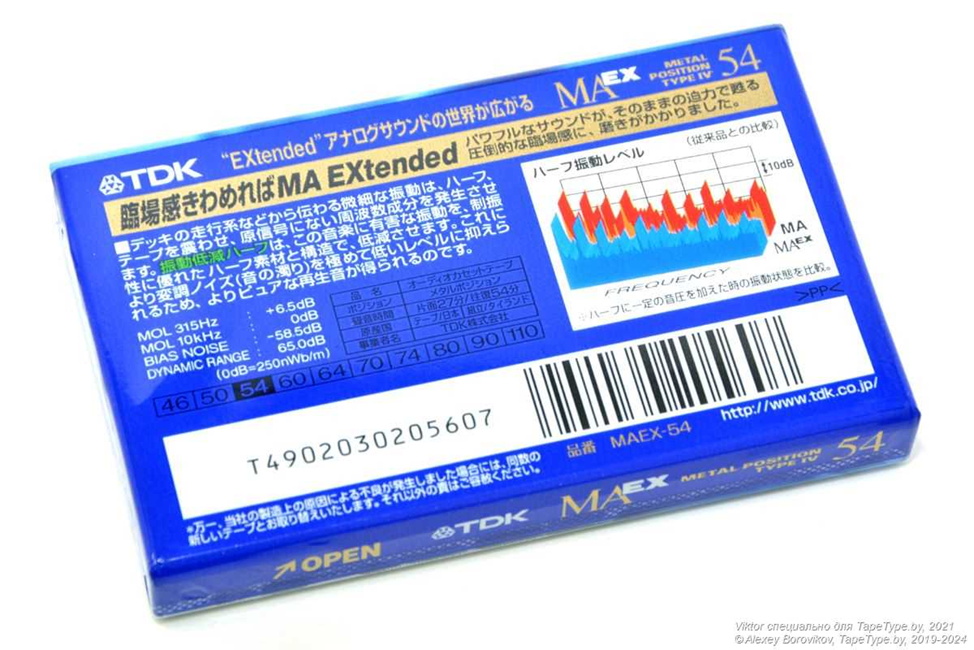 TDK "EXtended"アナログサウンドの世界が広がる MAEX METAL POSITION TYPE IV 54
臨場感きわめればMA EXtended
パワフルなサウンドが、そのままの迫力で甦る
圧倒的な臨場感に、磨きがかかりました。
■デッキの走行系などから伝わる微細な振動は、ハーフ、
テープを震わせ、原信号にない周波数成分を発生させ
ます。振動低減ハーフは、この音楽に有害な振動を、制振
性に優れたハーフ素材と構造で、低減させます。これに
より変調ノイズ(音の濁り)を極めて低いレベルに抑えら
れるため、よりピュアな再生音が得られるのです。
MOL 315Hz : +6.5dB
MOL 10kHz : 0dB
BIAS NOISE : -58.5dB
DYNAMIC RANGE : 65.0dB
(0dB=250nWb/m)
品名 オーディオカセットテープ
ポジション メタルポジション
録音時間 片面27分/往復54分
原産国 テープ/日本 組立/タイランド
事業者名 TDK株式会社
46 50 54 60 64 70 74 80 90 110
ハーフ振動レベル (従来品との比較)
10dB
MA
MAEX
FREQUENCY
※ハーフに一定の音圧を加えた時の振動状態を比較。
>PP<
T4902030205607
品番 MAEX-54
http://www.tdk.co.jp/
*万一、当社の製造上の原因による不良が発生しました場合には、同数の
新しいテープとお取り替えいたします。それ以外の責はご容赦ください。
OPEN TDK MAEX METAL POSITION TYPE IV 54
Viktor специально для TapeType.by, 2021
©Alexey Borovikov, TapeType.by, 2019-2024